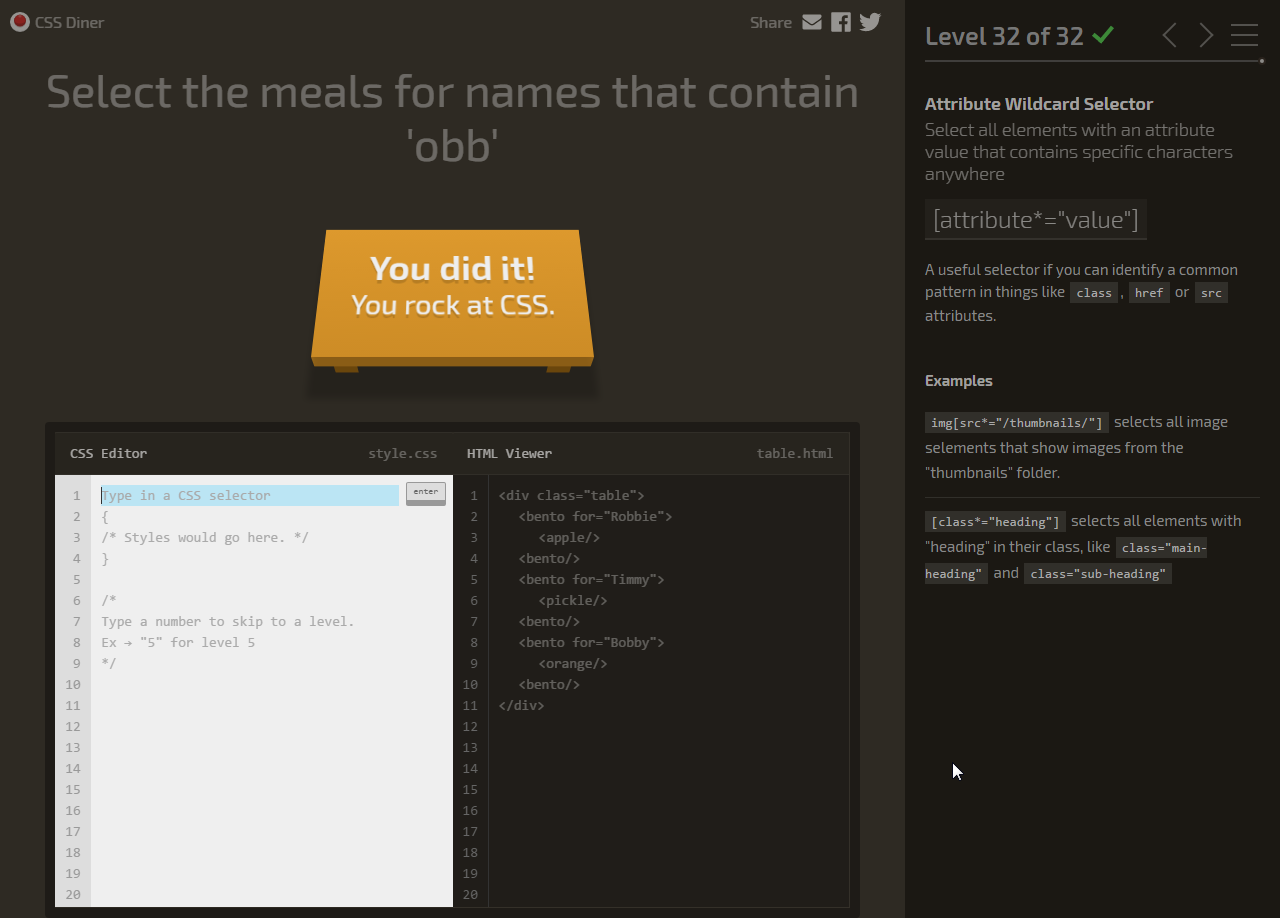 CSS Diner
Share
Select the meals for names that contain
'obb'
You did it!
You rock at CSS.
CSS Editor
style.css
HTML Viewer
table.html
1
2
3
4
5
6
7
8
9
10
11
12
13
14
15
16
17
18
19
20
Type in a CSS selector
enter
{
/* Styles would go here. */
}
/*
Type a number to skip to a level.
Ex → "5" for level 5
*/
1
2
3
4
5
6
7
8
9
10
11
12
13
14
15
16
17
18
19
20
<div class="table">
<bento for="Robbie">
<apple/>
<bento/>
<bento for="Timmy">
<pickle/>
<bento/>
<bento for="Bobby">
<orange/>
<bento/>
</div>
Level 32 of 32
Attribute Wildcard Selector
Select all elements with an attribute
value that contains specific characters
anywhere
[attribute*="value"]
A useful selector if you can identify a common
pattern in things like class , href or src
attributes.
Examples
img[src*="/thumbnails/"] selects all image
selements that show images from the
"thumbnails" folder.
[class*="heading"] selects all elements with
"heading" in their class, like class="main-
heading" and class="sub-heading"